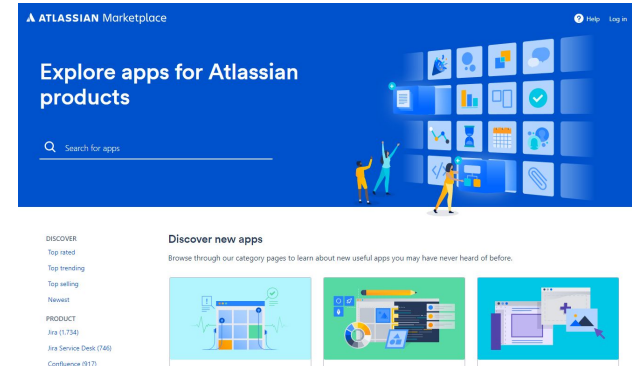 ATLASSIAN Marketplace
Help Log in
Explore apps for Atlassian
products
Search for apps
DISCOVER
Top rated
Top trending
Top selling
Newest
PRODUCT
Jira (1,734)
Jira Service Desk (746)
Confluence (917)
Discover new apps
Browse through our category pages to learn about new useful apps you may have never heard of before.